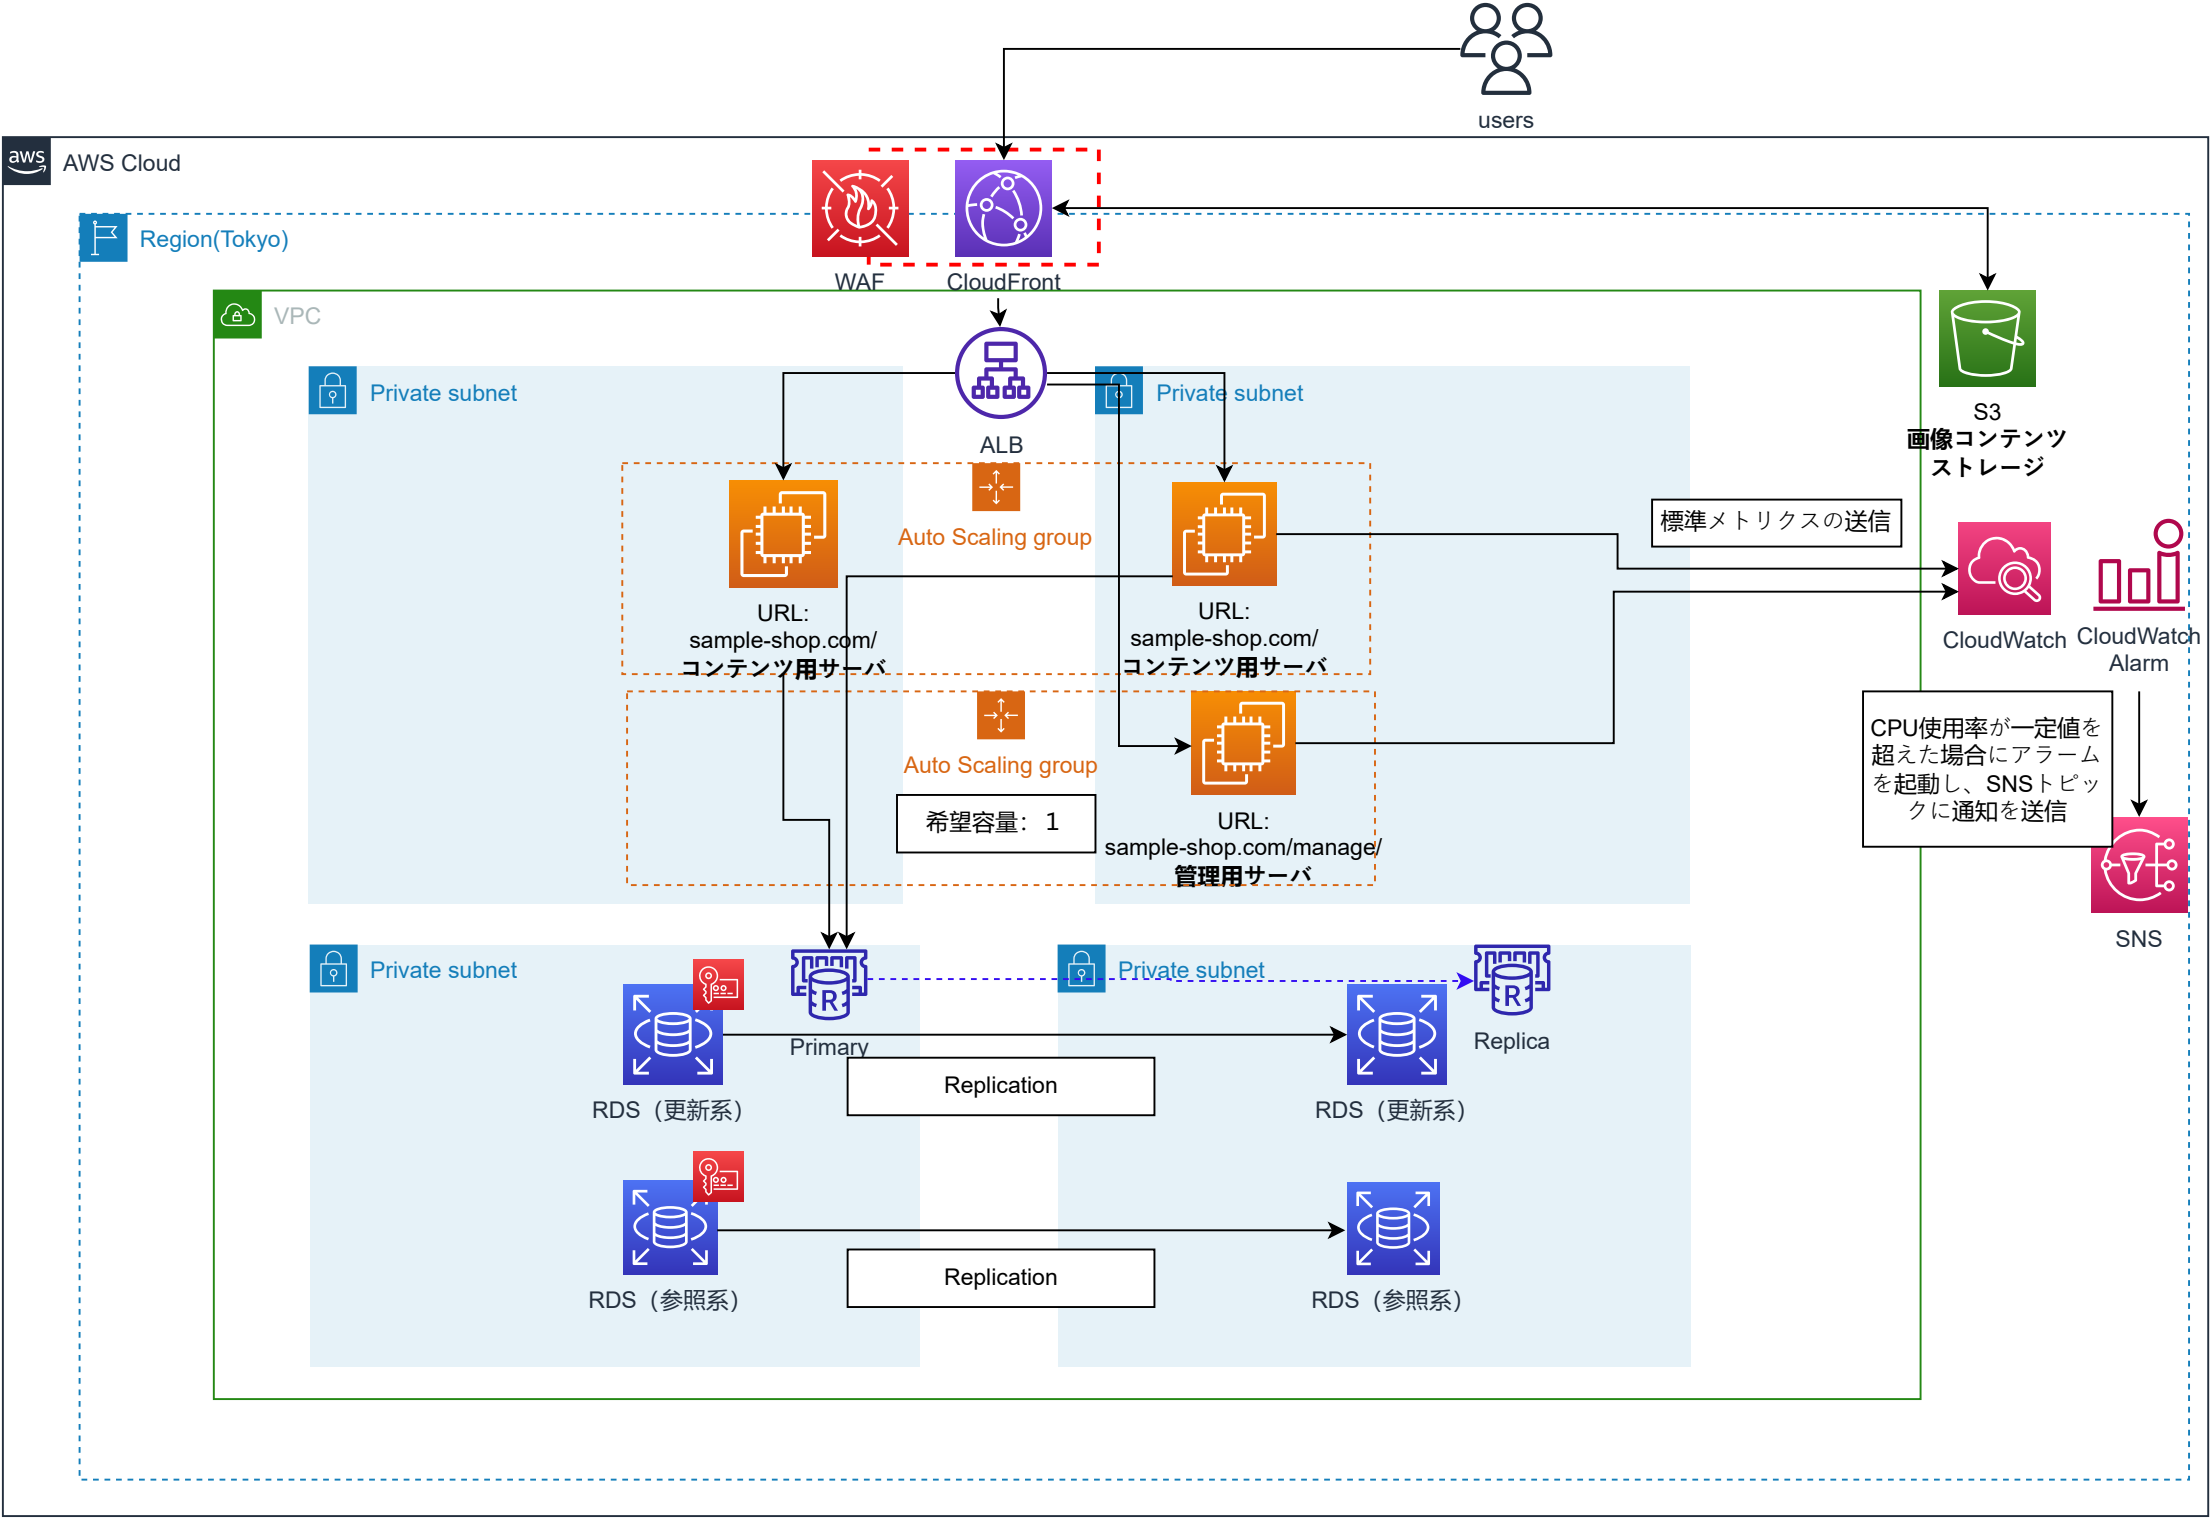 users
aws
AWS Cloud
Region(Tokyo)
WAF
CloudFront
VPC
Private subnet
Private subnet
ALB
S3
画像コンテンツ
ストレージ
Auto Scaling group
標準メトリクスの送信
URL:
sample-shop.com/
コンテンツ用サーバ
URL:
sample-shop.com/
コンテンツ用サーバ
CloudWatch
CloudWatch
Alarm
Auto Scaling group
希望容量： 1
URL:
sample-shop.com/manage/
管理用サーバ
CPU使用率が一定値を
超えた場合にアラーム
を起動し、SNSトピッ
クに通知を送信
SNS
Private subnet
Private subnet
R
Primary
R
Replica
Replication
RDS（更新系）
RDS（更新系）
Replication
RDS（参照系）
RDS（参照系）